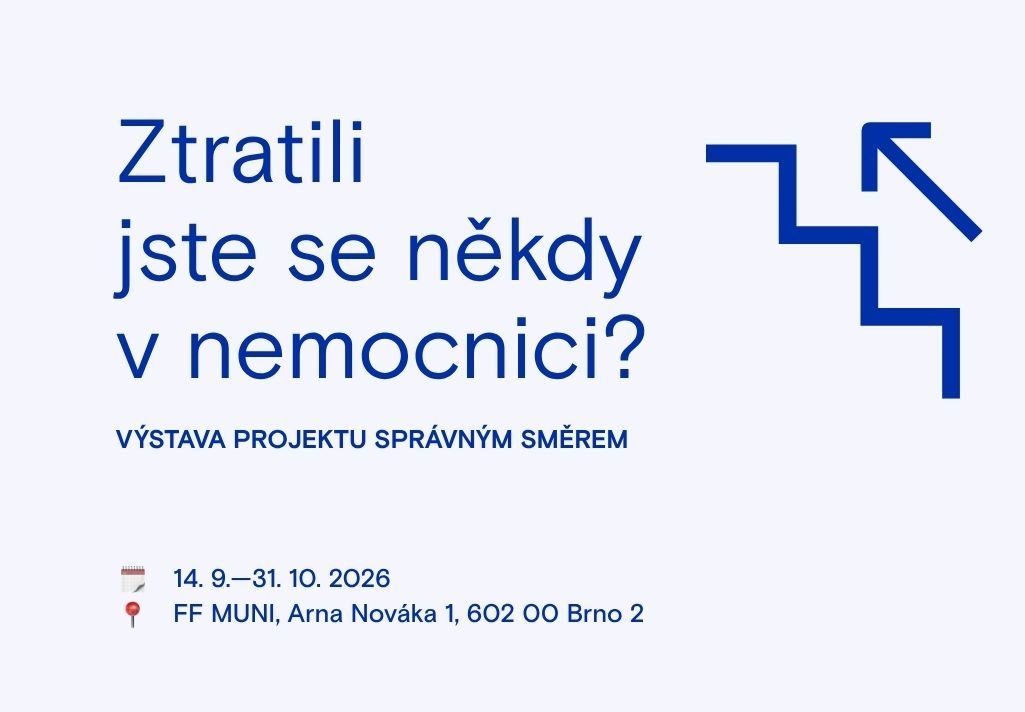 Ztratili
jste se někdy
v nemocnici?
VÝSTAVA PROJEKTU SPRÁVNÝM SMĚREM
14. 9.—31. 10. 2026
FF MUNI, Arna Nováka 1, 602 00 Brno 2